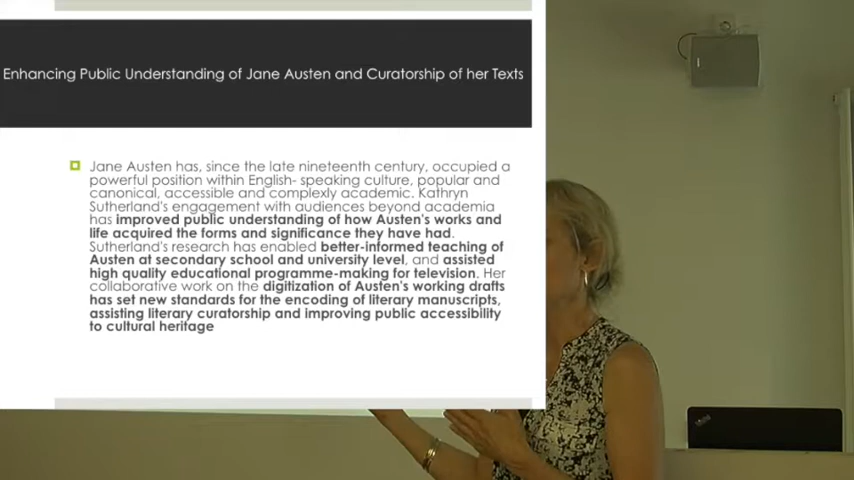 Enhancing Public Understanding of Jane Austen and Curatorship of her Texts
Jane Austen has, since the late nineteenth century, occupied a
powerful position within English- speaking culture, popular and
canonical, accessible and complexly academic. Kathryn
Sutherland's engagement with audiences beyond academia
has improved public understanding of how Austen's works and
life acquired the forms and significance they have had.
Sutherland's research has enabled better-informed teaching of
Austen at secondary school and university level, and assisted
high quality educational programme-making for television. Her
collaborative work on the digitization of Austen's working drafts
has set new standards for the encoding of literary manuscripts,
assisting literary curatorship and improving public accessibility
to cultural heritage